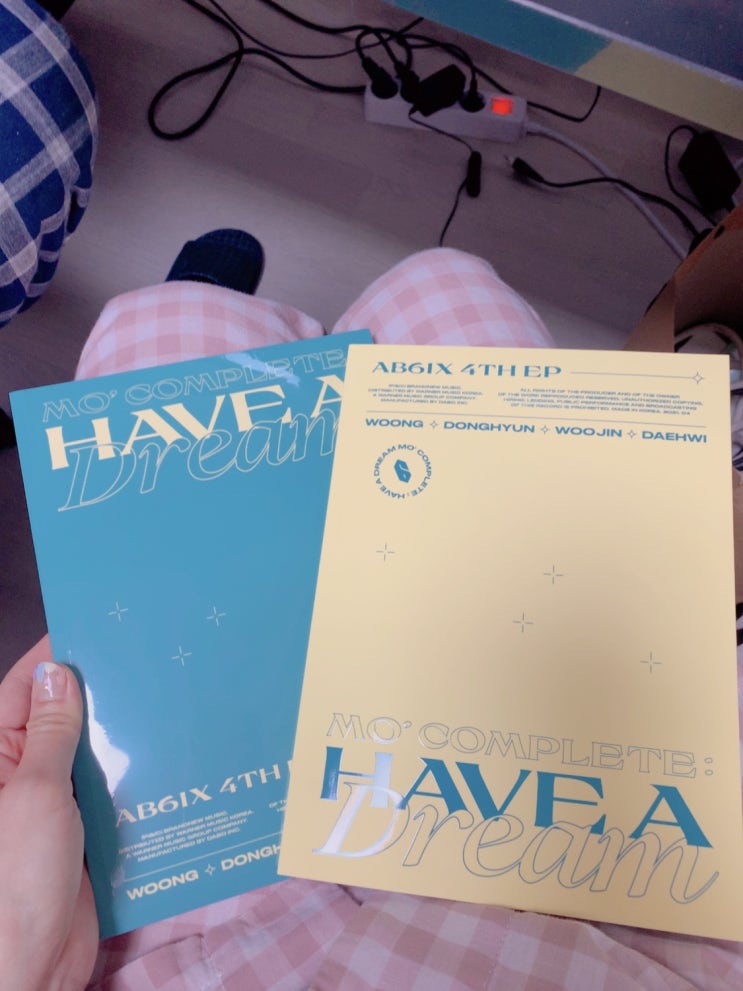 MO' COMPLETE
HAVE A
Dream
AB6IX 4TH
DISTRIBUTED BY WARNER MUSIC KOREA,
A WARNER MUSIC GROUP COMPANY,
MANUFACTURED BY DABO INC.
WOONG ✧ DONGH
AB6IX 4TH EP
℗&© BRANDNEW MUSIC.
DISTRIBUTED BY WARNER MUSIC KOREA,
A WARNER MUSIC GROUP COMPANY,
MANUFACTURED BY DABO INC.
ALL RIGHTS OF THE PRODUCER AND OF THE OWNER
OF THE WORK REPRODUCED RESERVED. UNAUTHORIZED COPYING,
HIRING, LENDING, PUBLIC PERFORMANCE AND BROADCASTING
OF THIS RECORD IS PROHIBITED. MADE IN KOREA. 2021. 04
WOONG ✧ DONGHYUN ✧ WOOJIN ✧ DAEHWI
MO' COMPLETE : HAVE A DREAM
MO' COMPLETE :
HAVE A
Dream